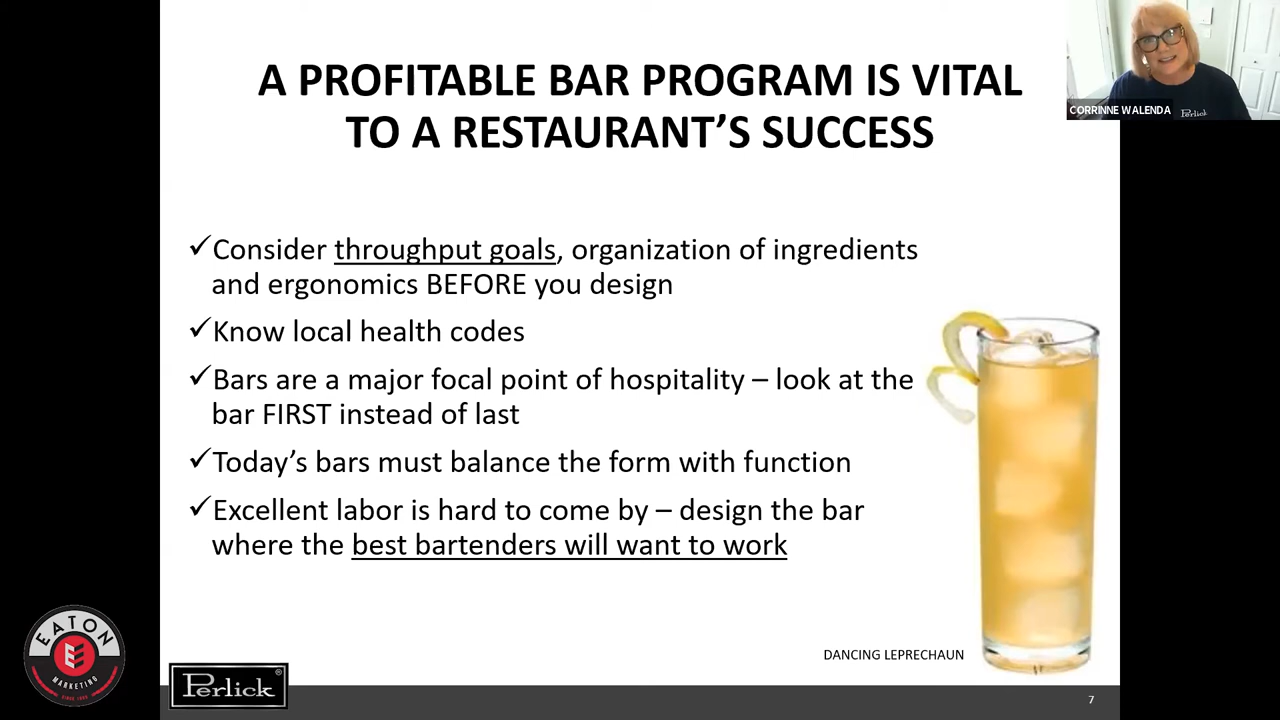 A PROFITABLE BAR PROGRAM IS VITAL
TO A RESTAURANT’S SUCCESS
CORRINNE WALENDA
Perlick
✓Consider throughput goals, organization of ingredients
and ergonomics BEFORE you design
✓Know local health codes
✓Bars are a major focal point of hospitality – look at the
bar FIRST instead of last
✓Today’s bars must balance the form with function
✓Excellent labor is hard to come by – design the bar
where the best bartenders will want to work
DANCING LEPRECHAUN
EATON
MARKETING
Perlick®
7